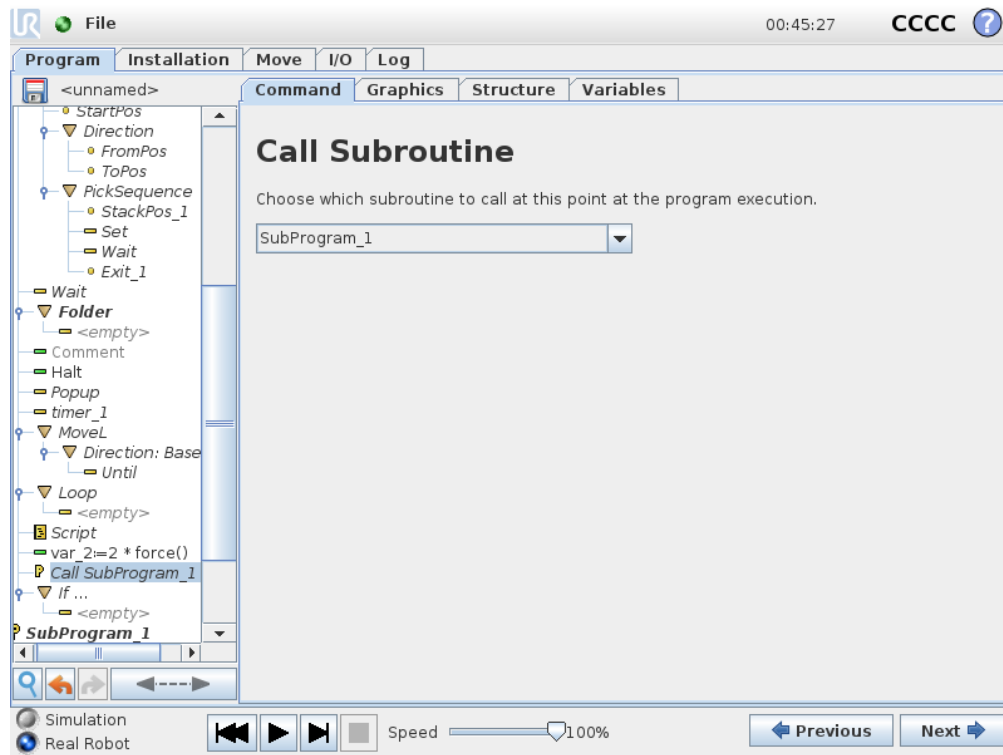 UR File 00:45:27 CCCC ?
Program Installation Move I/O Log
<unnamed> Command Graphics Structure Variables
StartPos
Direction
FromPos
ToPos
PickSequence
StackPos_1
Set
Wait
Exit_1
Wait
Folder
<empty>
Comment
Halt
Popup
timer_1
MoveL
Direction: Base
Until
Loop
<empty>
Script
var_2:=2 * force()
Call SubProgram_1
If ...
<empty>
SubProgram_1
Call Subroutine
Choose which subroutine to call at this point at the program execution.
SubProgram_1
Simulation
Real Robot
Speed 100%
Previous Next